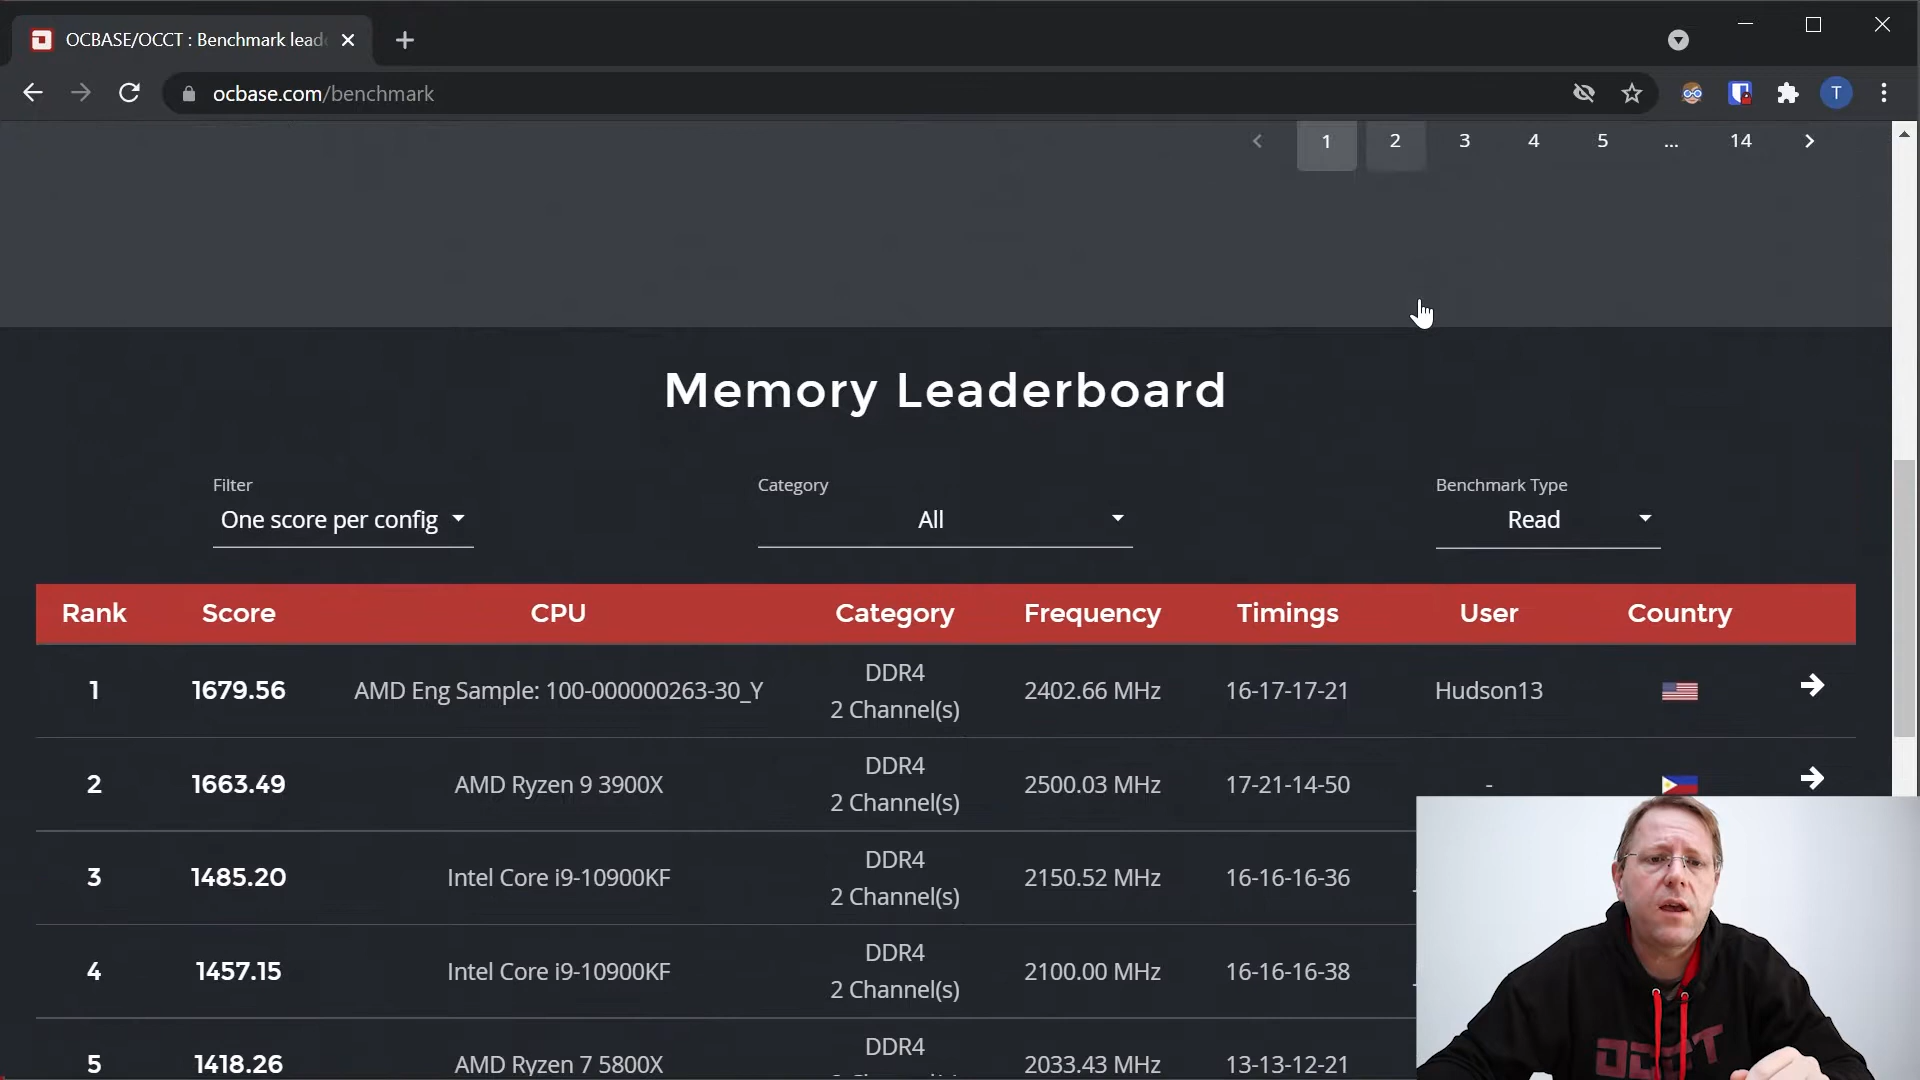 OCBASE/OCCT : Benchmark lead
ocbase.com/benchmark
T
1 2 3 4 5 ... 14
Memory Leaderboard
Filter
One score per config
Category
All
Benchmark Type
Read
Rank Score CPU Category Frequency Timings User Country
1 1679.56 AMD Eng Sample: 100-000000263-30_Y DDR4 2402.66 MHz 16-17-17-21 Hudson13
2 Channel(s)
2 1663.49 AMD Ryzen 9 3900X DDR4 2500.03 MHz 17-21-14-50 -
2 Channel(s)
3 1485.20 Intel Core i9-10900KF DDR4 2150.52 MHz 16-16-16-36
2 Channel(s)
4 1457.15 Intel Core i9-10900KF DDR4 2100.00 MHz 16-16-16-38
2 Channel(s)
5 1418.26 AMD Ryzen 7 5800X DDR4 2033.43 MHz 13-13-12-21
OCCT